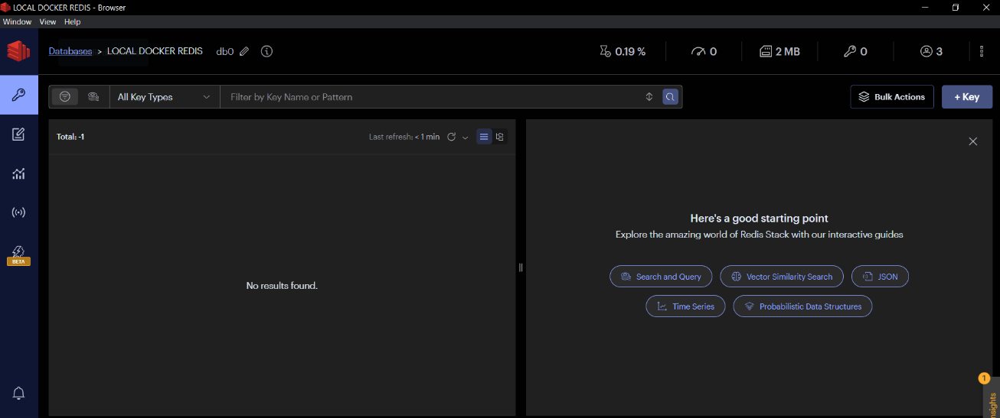 LOCAL DOCKER REDIS - Browser
Window View Help
Databases > LOCAL DOCKER REDIS db0 0.19 % 0 2 MB 0 3
All Key Types Filter by Key Name or Pattern Bulk Actions + Key
Total: -1 Last refresh: < 1 min
Here's a good starting point
Explore the amazing world of Redis Stack with our interactive guides
BETA
Search and Query Vector Similarity Search JSON
No results found.
Time Series Probabilistic Data Structures
1
nsights